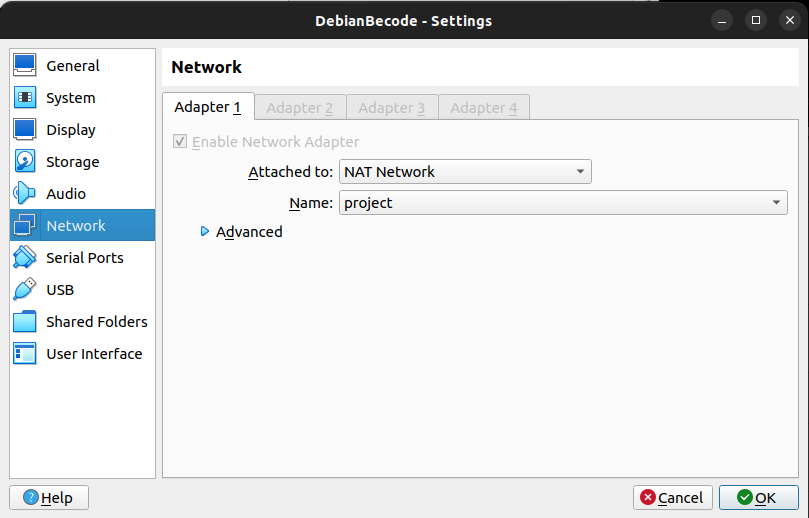 DebianBecode - Settings
General
System
Display
Storage
Audio
Network
Serial Ports
USB
Shared Folders
User Interface
Network
Adapter 1 Adapter 2 Adapter 3 Adapter 4
Enable Network Adapter
Attached to: NAT Network
Name: project
Advanced
Help
Cancel
OK